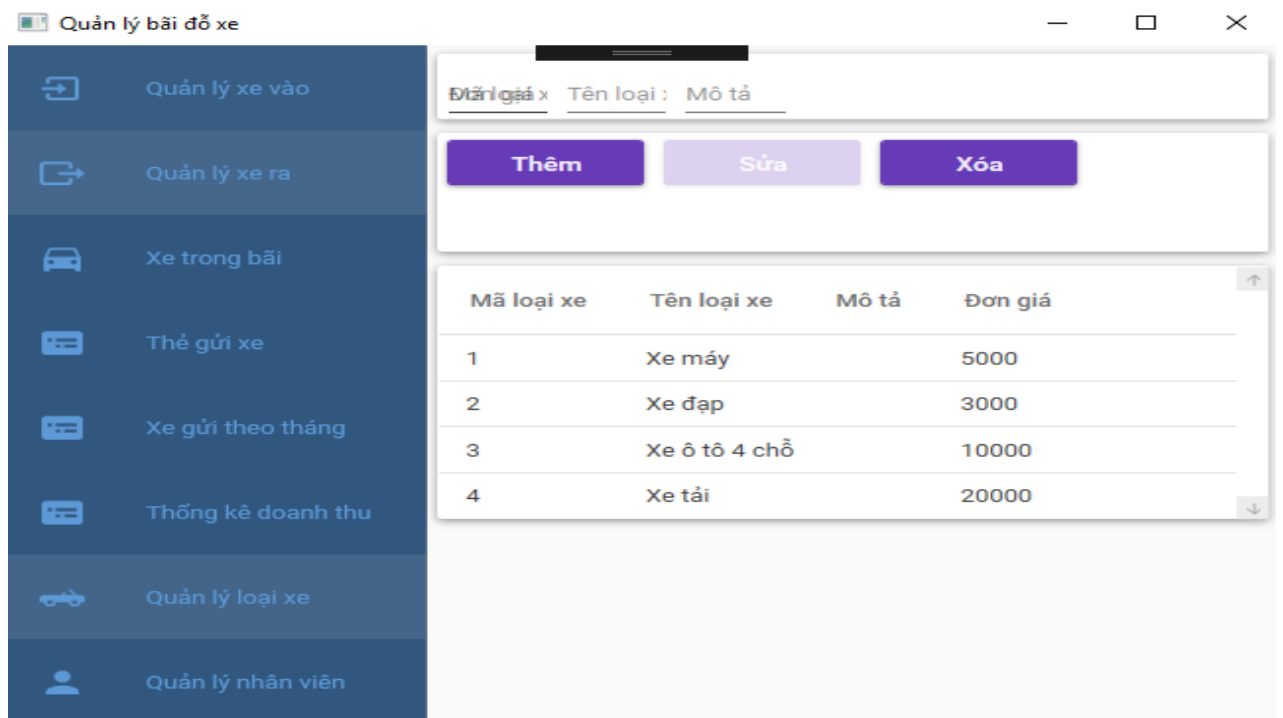 Quản lý bãi đỗ xe
Quản lý xe vào
Quản lý xe ra
Xe trong bãi
Thẻ gửi xe
Xe gửi theo tháng
Thống kê doanh thu
Quản lý loại xe
Quản lý nhân viên
Tên loại Mô tả
Thêm Sửa Xóa
Mã loại xe Tên loại xe Mô tả Đơn giá
1 Xe máy 5000
2 Xe đạp 3000
3 Xe ô tô 4 chỗ 10000
4 Xe tải 20000